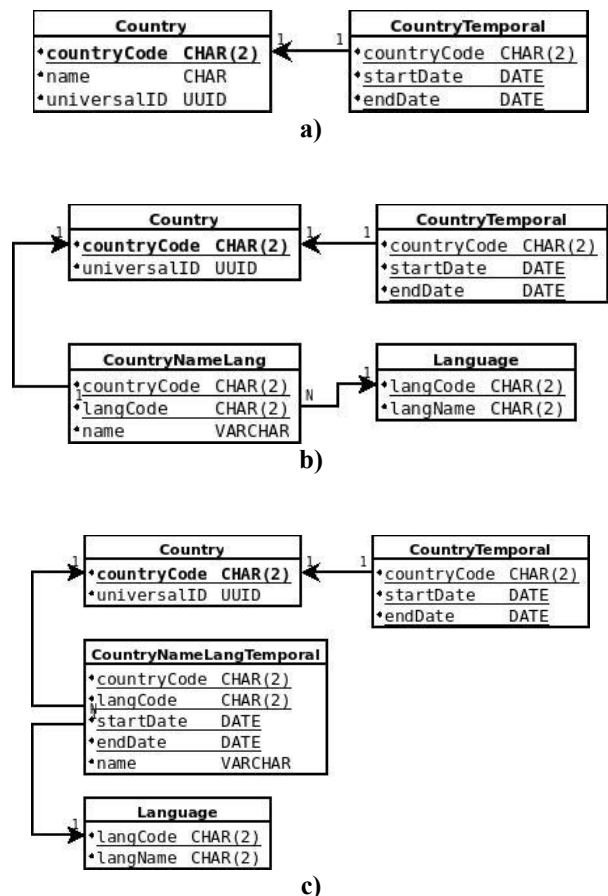 Country
countryCode CHAR(2)
name CHAR
universalID UUID
1
1
CountryTemporal
countryCode CHAR(2)
startDate DATE
endDate DATE
a)
1
Country
countryCode CHAR(2)
universalID UUID
1
1
CountryTemporal
countryCode CHAR(2)
startDate DATE
endDate DATE
CountryNameLang
countryCode CHAR(2)
1
langCode CHAR(2)
name VARCHAR
N
1
Language
langCode CHAR(2)
langName CHAR(2)
b)
1
Country
countryCode CHAR(2)
universalID UUID
1
1
CountryTemporal
countryCode CHAR(2)
startDate DATE
endDate DATE
CountryNameLangTemporal
countryCode CHAR(2)
langCode CHAR(2)
N
startDate DATE
endDate DATE
name VARCHAR
1
Language
langCode CHAR(2)
langName CHAR(2)
c)